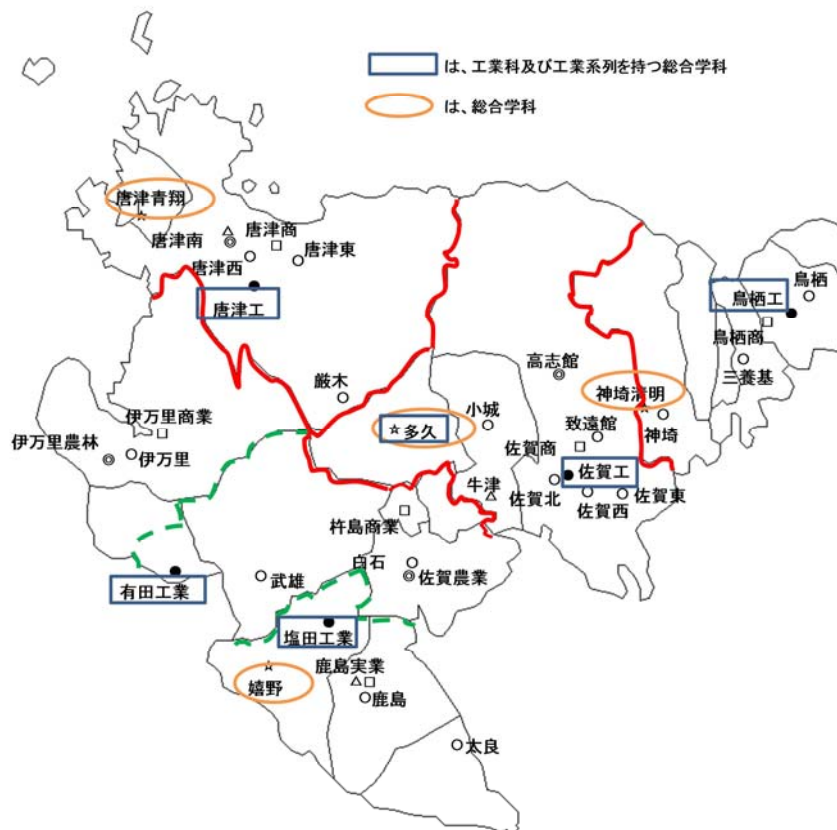 は、工業科及び工業系列を持つ総合学科
は、総合学科
唐津青翔
唐津南
唐津商
唐津西
唐津東
唐津工
鳥栖
鳥栖工
鳥栖商
三養基
厳木
高志館
神埼清明
伊万里商業
伊万里農林
伊万里
多久
小城
致遠館
神埼
佐賀商
佐賀工
牛津
佐賀北
佐賀西
佐賀東
杵島商業
白石
佐賀農業
有田工業
武雄
塩田工業
嬉野
鹿島実業
鹿島
太良